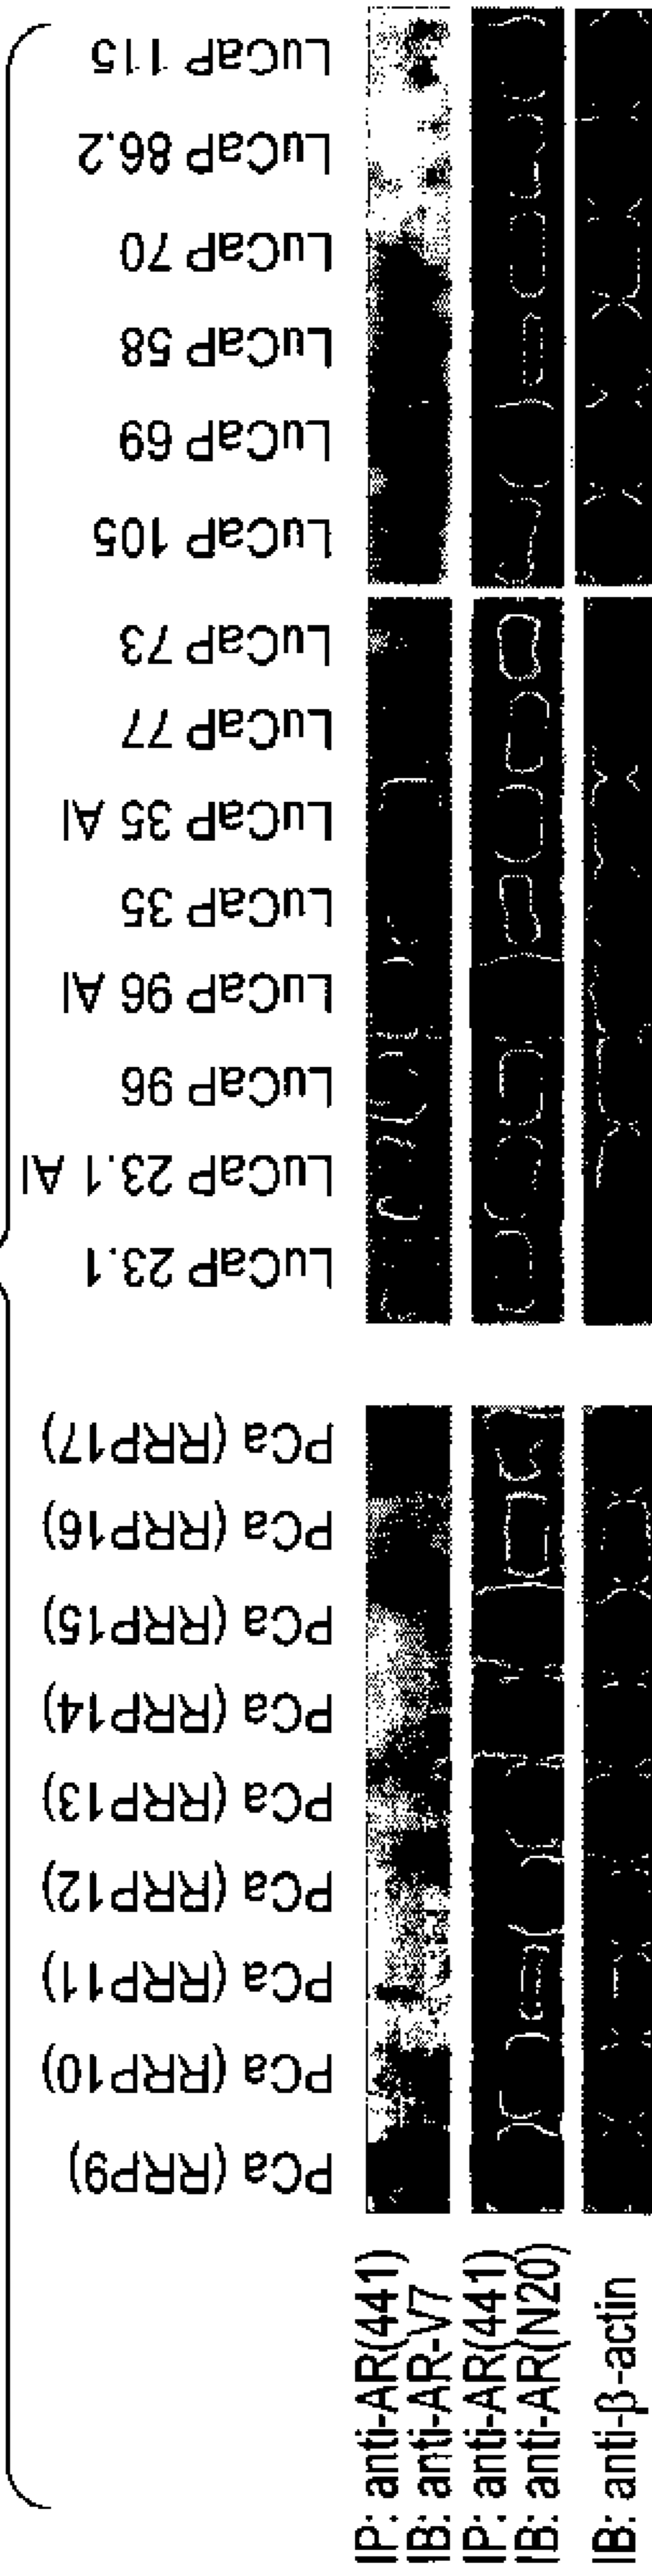 PCa (RRP9)
PCa (RRP10)
PCa (RRP11)
PCa (RRP12)
PCa (RRP13)
PCa (RRP14)
PCa (RRP15)
PCa (RRP16)
PCa (RRP17)
LuCaP 23.1
LuCaP 23.1 AI
LuCaP 96
LuCaP 96 AI
LuCaP 35
LuCaP 35 AI
LuCaP 77
LuCaP 73
LuCaP 105
LuCaP 69
LuCaP 58
LuCaP 70
LuCaP 86.2
LuCaP 115
IP: anti-AR(441)
IB: anti-AR-V7
IP: anti-AR(441)
IB: anti-AR(N20)
IB: anti-β-actin